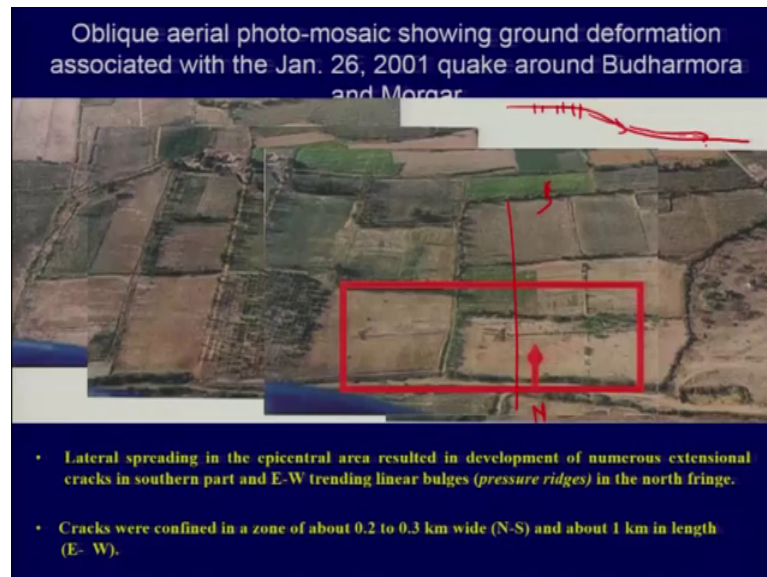 Oblique aerial photo-mosaic showing ground deformation
associated with the Jan. 26, 2001 quake around Budharmora
and Morgar
S
N
• Lateral spreading in the epicentral area resulted in development of numerous extensional
cracks in southern part and E-W trending linear bulges (pressure ridges) in the north fringe.
• Cracks were confined in a zone of about 0.2 to 0.3 km wide (N-S) and about 1 km in length
(E- W).